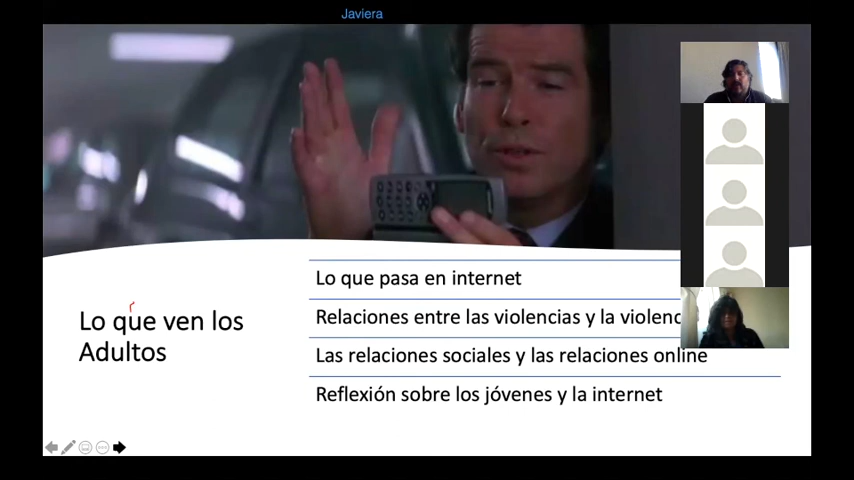 Javiera
Lo que ven los
Adultos
Lo que pasa en internet
Relaciones entre las violencias y la violenc
Las relaciones sociales y las relaciones online
Reflexión sobre los jóvenes y la internet